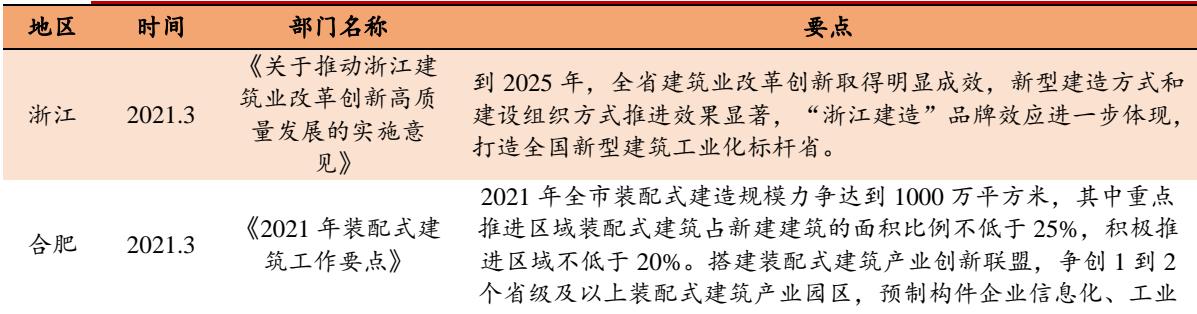 地区 时间 部门名称 要点
《关于推动浙江建
筑业改革创新高质
量发展的实施意
见》
浙江 2021.3
到 2025 年，全省建筑业改革创新取得明显成效，新型建造方式和
建设组织方式推进效果显著，“浙江建造”品牌效应进一步体现，
打造全国新型建筑工业化标杆省。
合肥 2021.3
《2021 年装配式建
筑工作要点》
2021 年全市装配式建造规模力争达到 1000 万平方米，其中重点
推进区域装配式建筑占新建建筑的面积比例不低于 25%，积极推
进区域不低于 20%。搭建装配式建筑产业创新联盟，争创 1 到 2
个省级及以上装配式建筑产业园区，预制构件企业信息化、工业